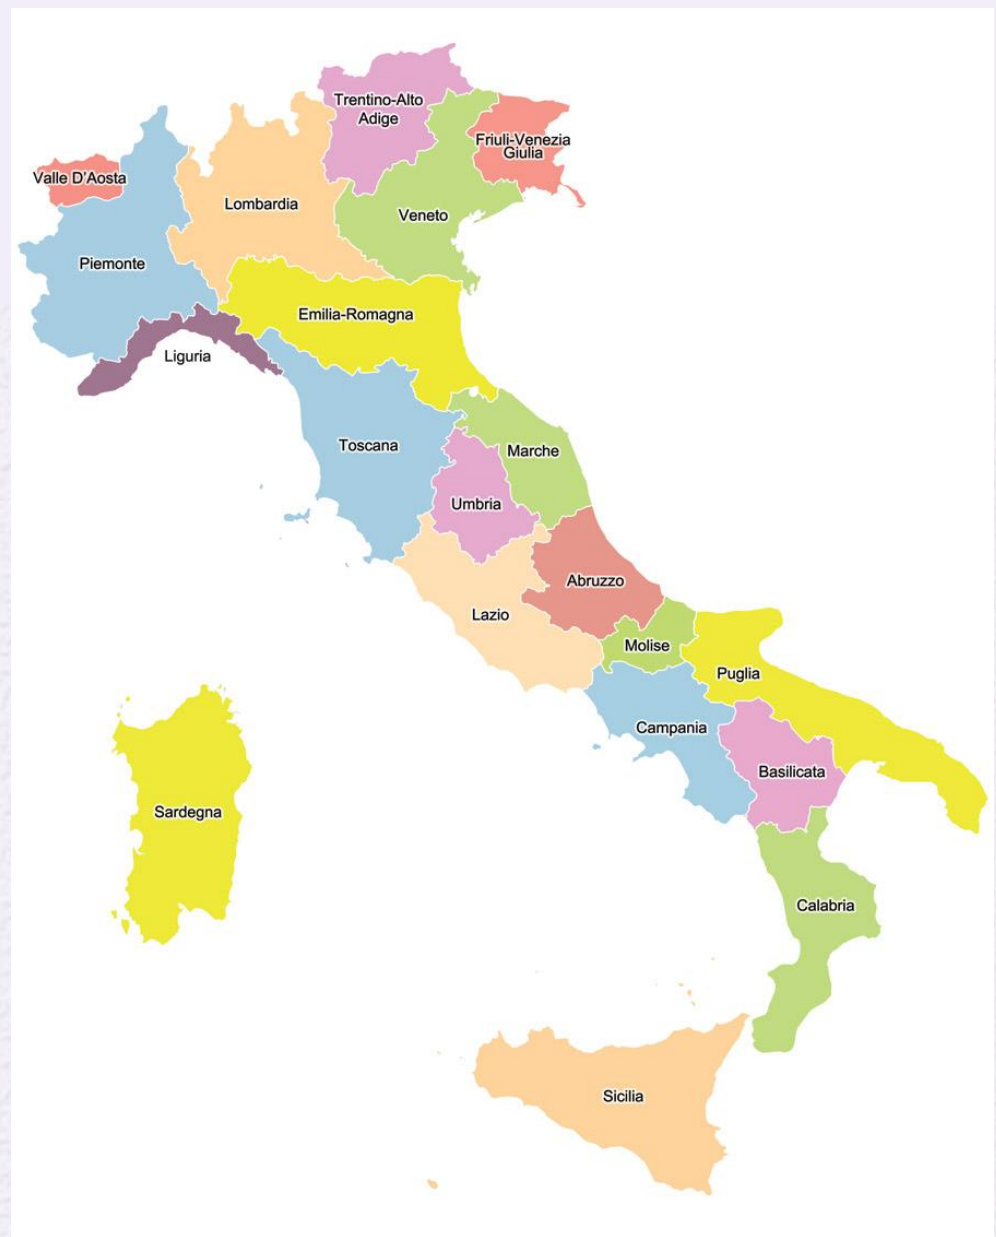 Trentino-Alto
Adige
Friuli-Venezia
Giulia
Valle D'Aosta
Lombardia
Veneto
Piemonte
Emilia-Romagna
Liguria
Toscana
Marche
Umbria
Abruzzo
Lazio
Molise
Puglia
Campania
Basilicata
Sardegna
Calabria
Sicilia